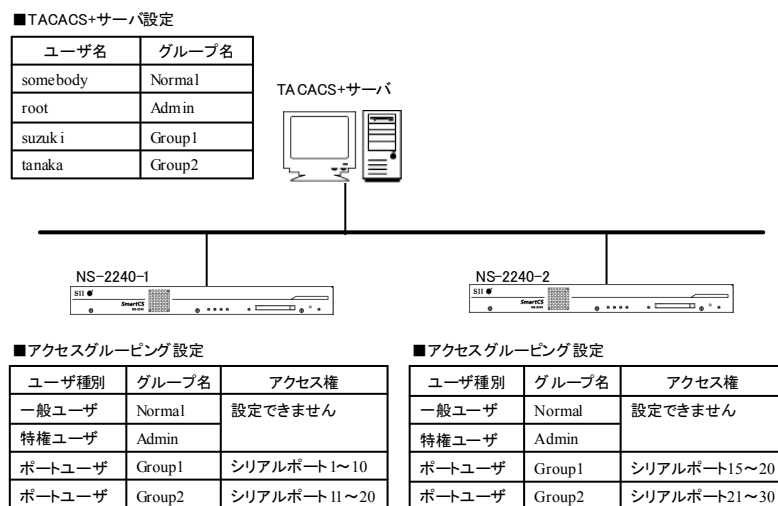 ■TACACS+サーバ設定
ユーザ名 グループ名
somebody Normal
root Admin
suzuki Group1
tanaka Group2
TACACS+サーバ
NS-2240-1
SII
SmartCS
NS-2240
NS-2240-2
SII
SmartCS
NS-2240
■アクセスグルーピング設定
ユーザ種別 グループ名 アクセス権
一般ユーザ Normal 設定できません
特権ユーザ Admin
ポートユーザ Group1 シリアルポート1~10
ポートユーザ Group2 シリアルポート11~20
■アクセスグルーピング設定
ユーザ種別 グループ名 アクセス権
一般ユーザ Normal 設定できません
特権ユーザ Admin
ポートユーザ Group1 シリアルポート15~20
ポートユーザ Group2 シリアルポート21~30